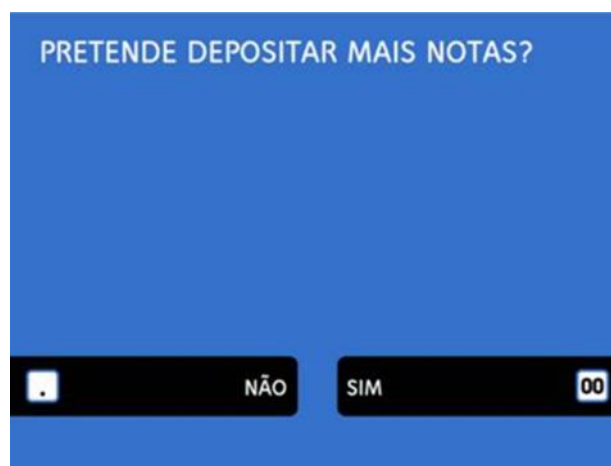 PRETENDE DEPOSITAR MAIS NOTAS?
. NÃO SIM 00